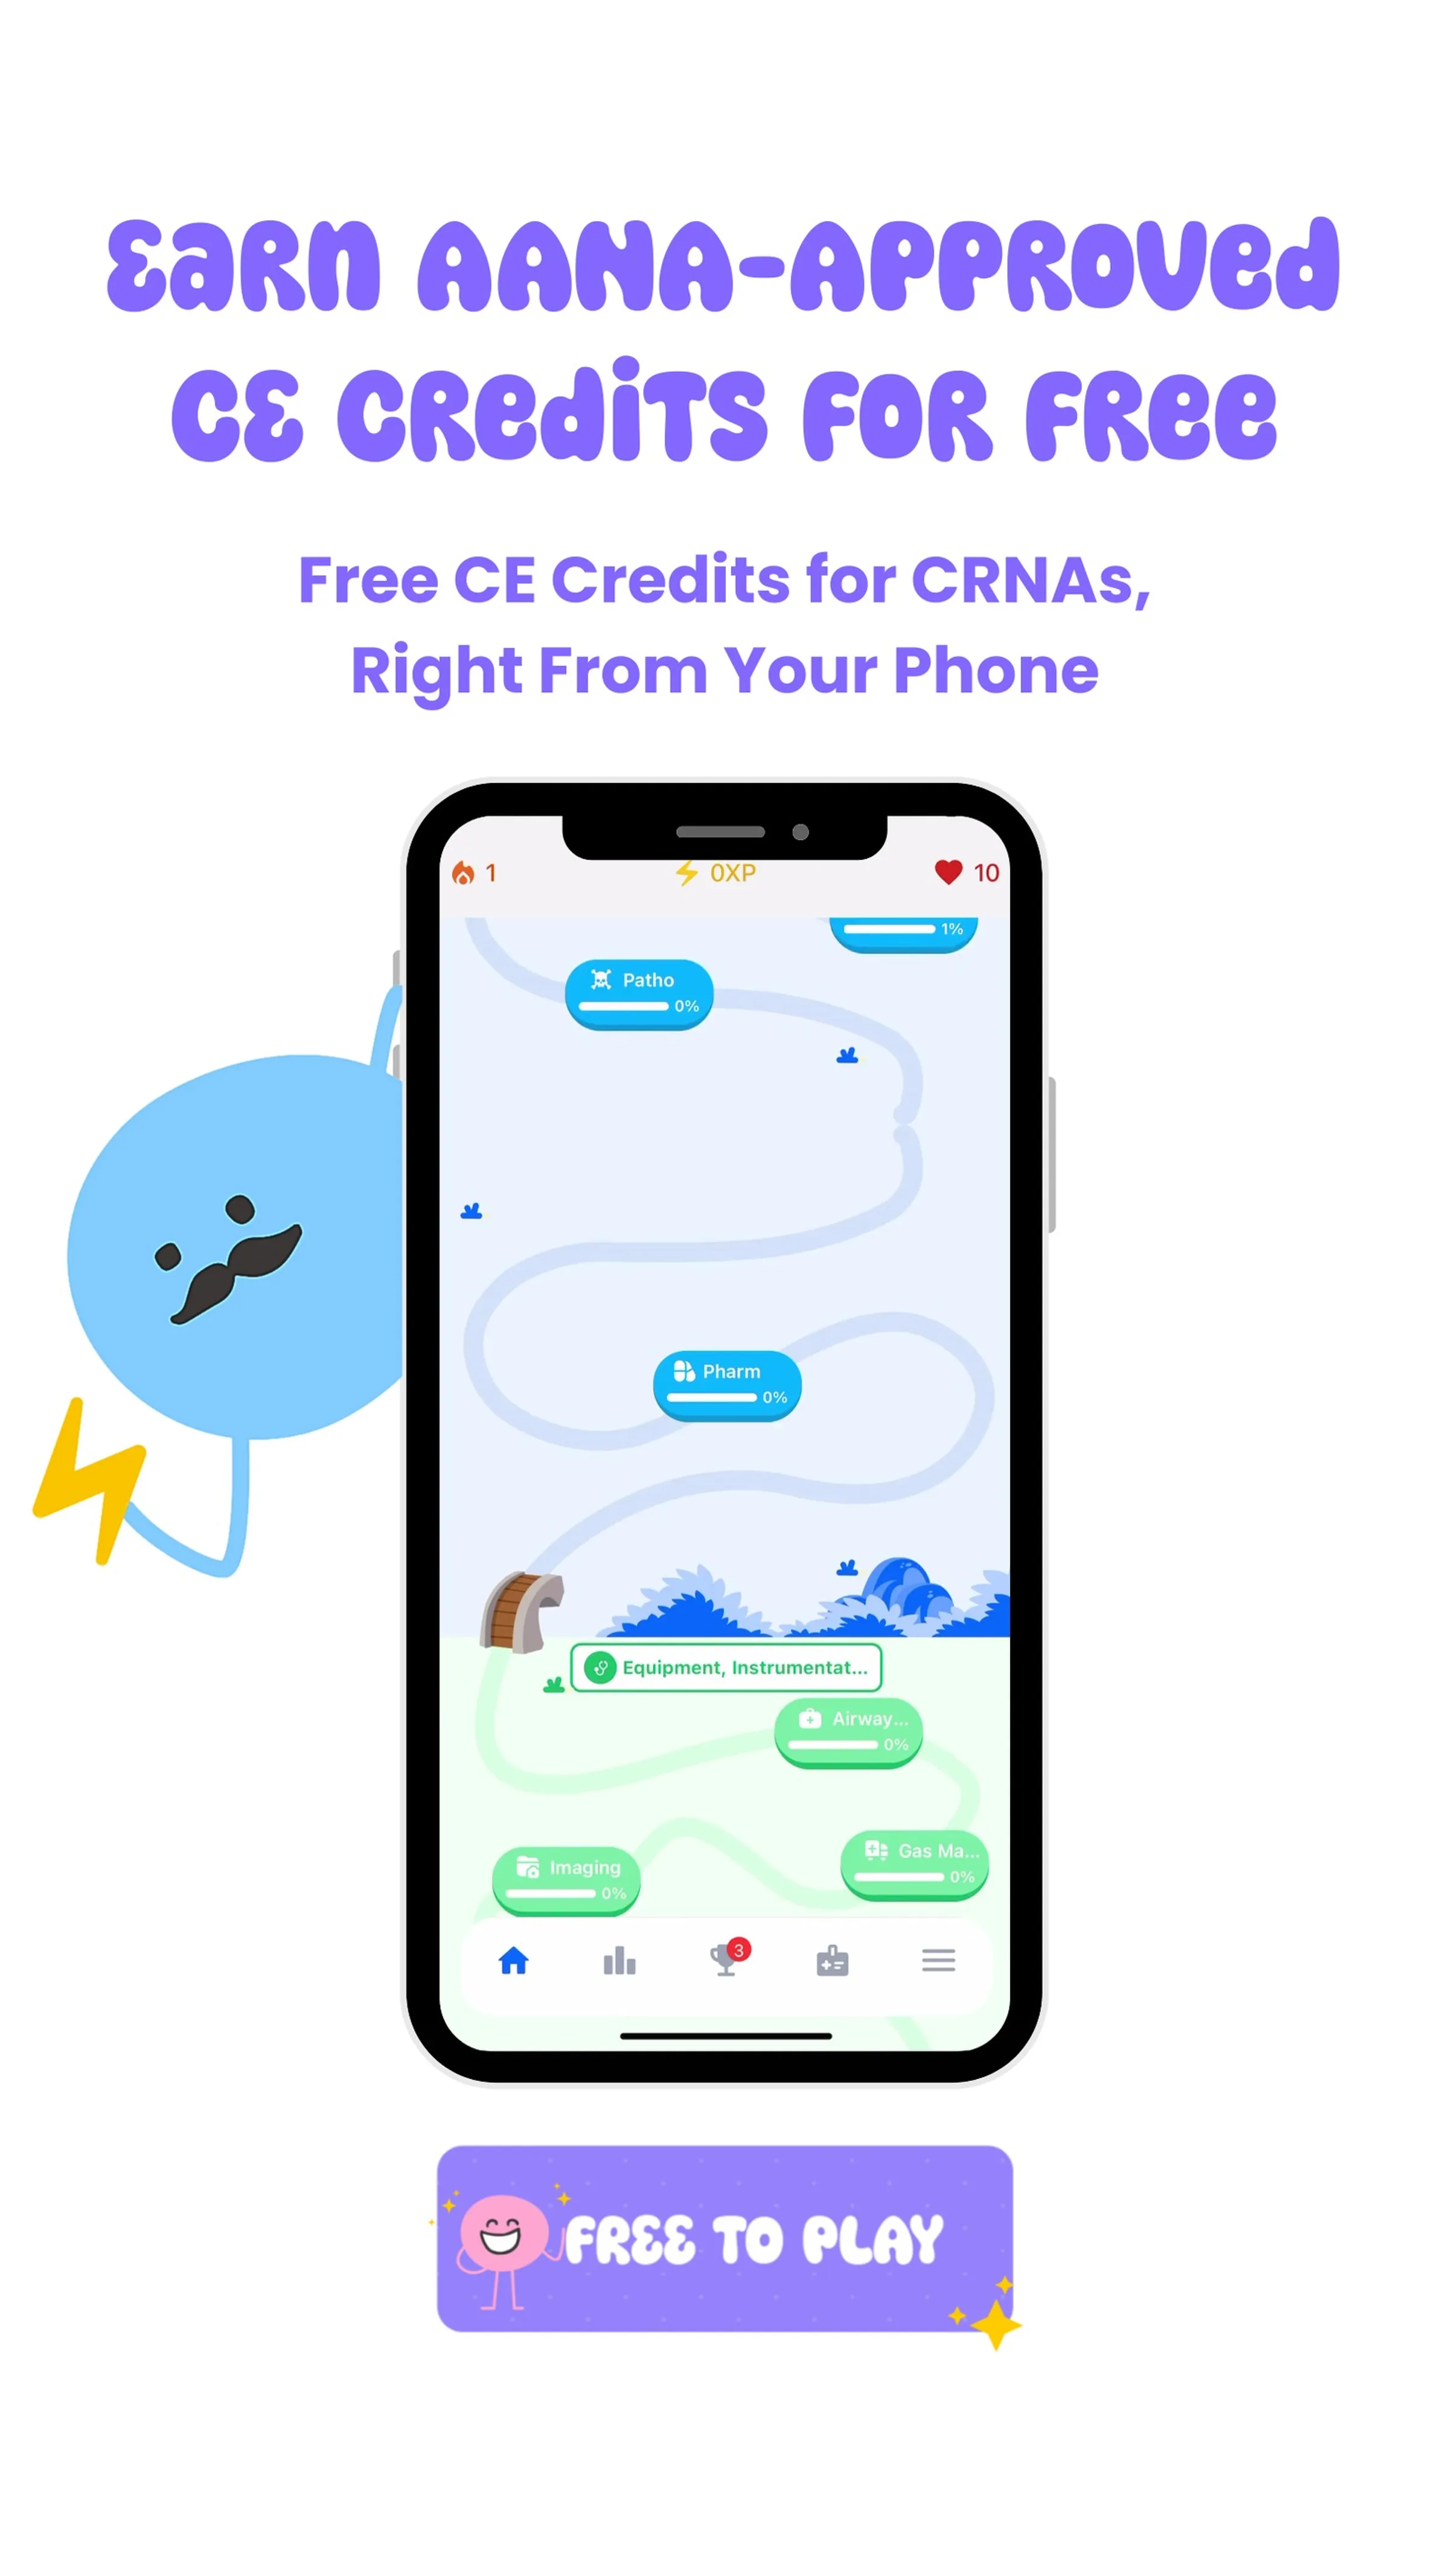 Earn AANA-Approved
CE Credits for Free
Free CE Credits for CRNAs,
Right From Your Phone
1
0XP
10
1%
Patho
0%
Pharm
0%
Equipment, Instrumentat...
Airway...
0%
Gas Ma...
0%
Imaging
0%
3
FREE TO PLAY